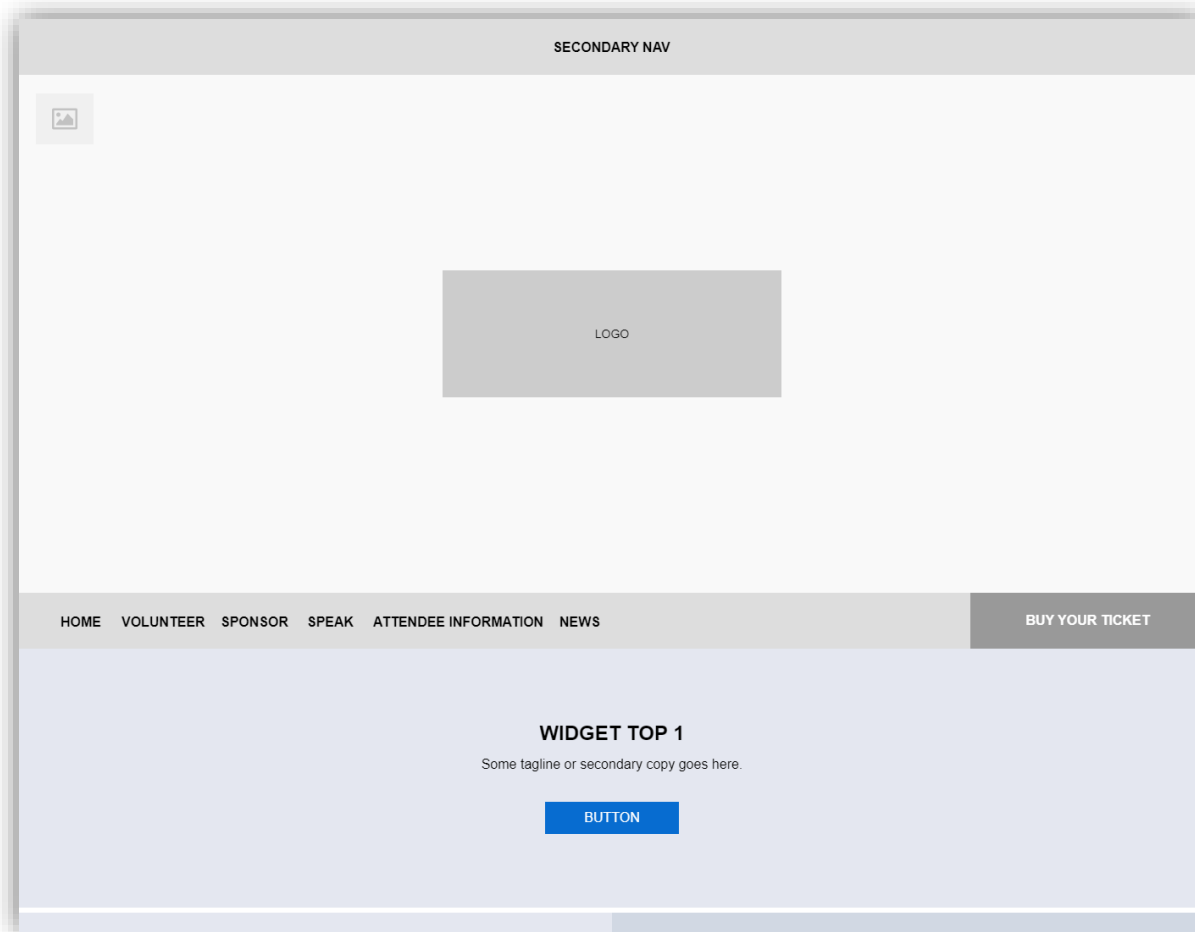 SECONDARY NAV
LOGO
HOME VOLUNTEER SPONSOR SPEAK ATTENDEE INFORMATION NEWS BUY YOUR TICKET
WIDGET TOP 1
Some tagline or secondary copy goes here.
BUTTON